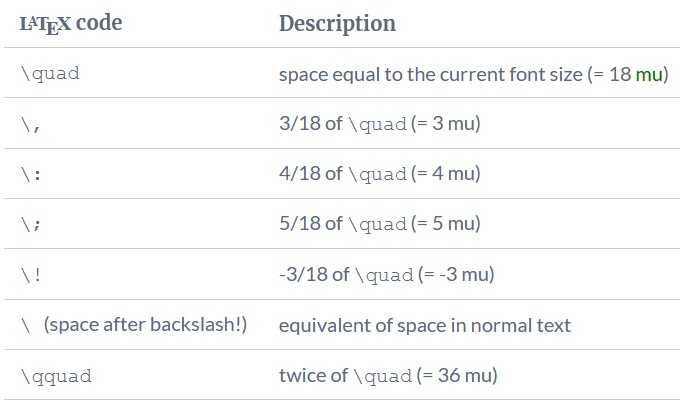 LATEX code Description
\quad space equal to the current font size (= 18 mu)
\, 3/18 of \quad (= 3 mu)
\: 4/18 of \quad (= 4 mu)
\; 5/18 of \quad (= 5 mu)
\! -3/18 of \quad (= -3 mu)
\ (space after backslash!) equivalent of space in normal text
\qquad twice of \quad (= 36 mu)